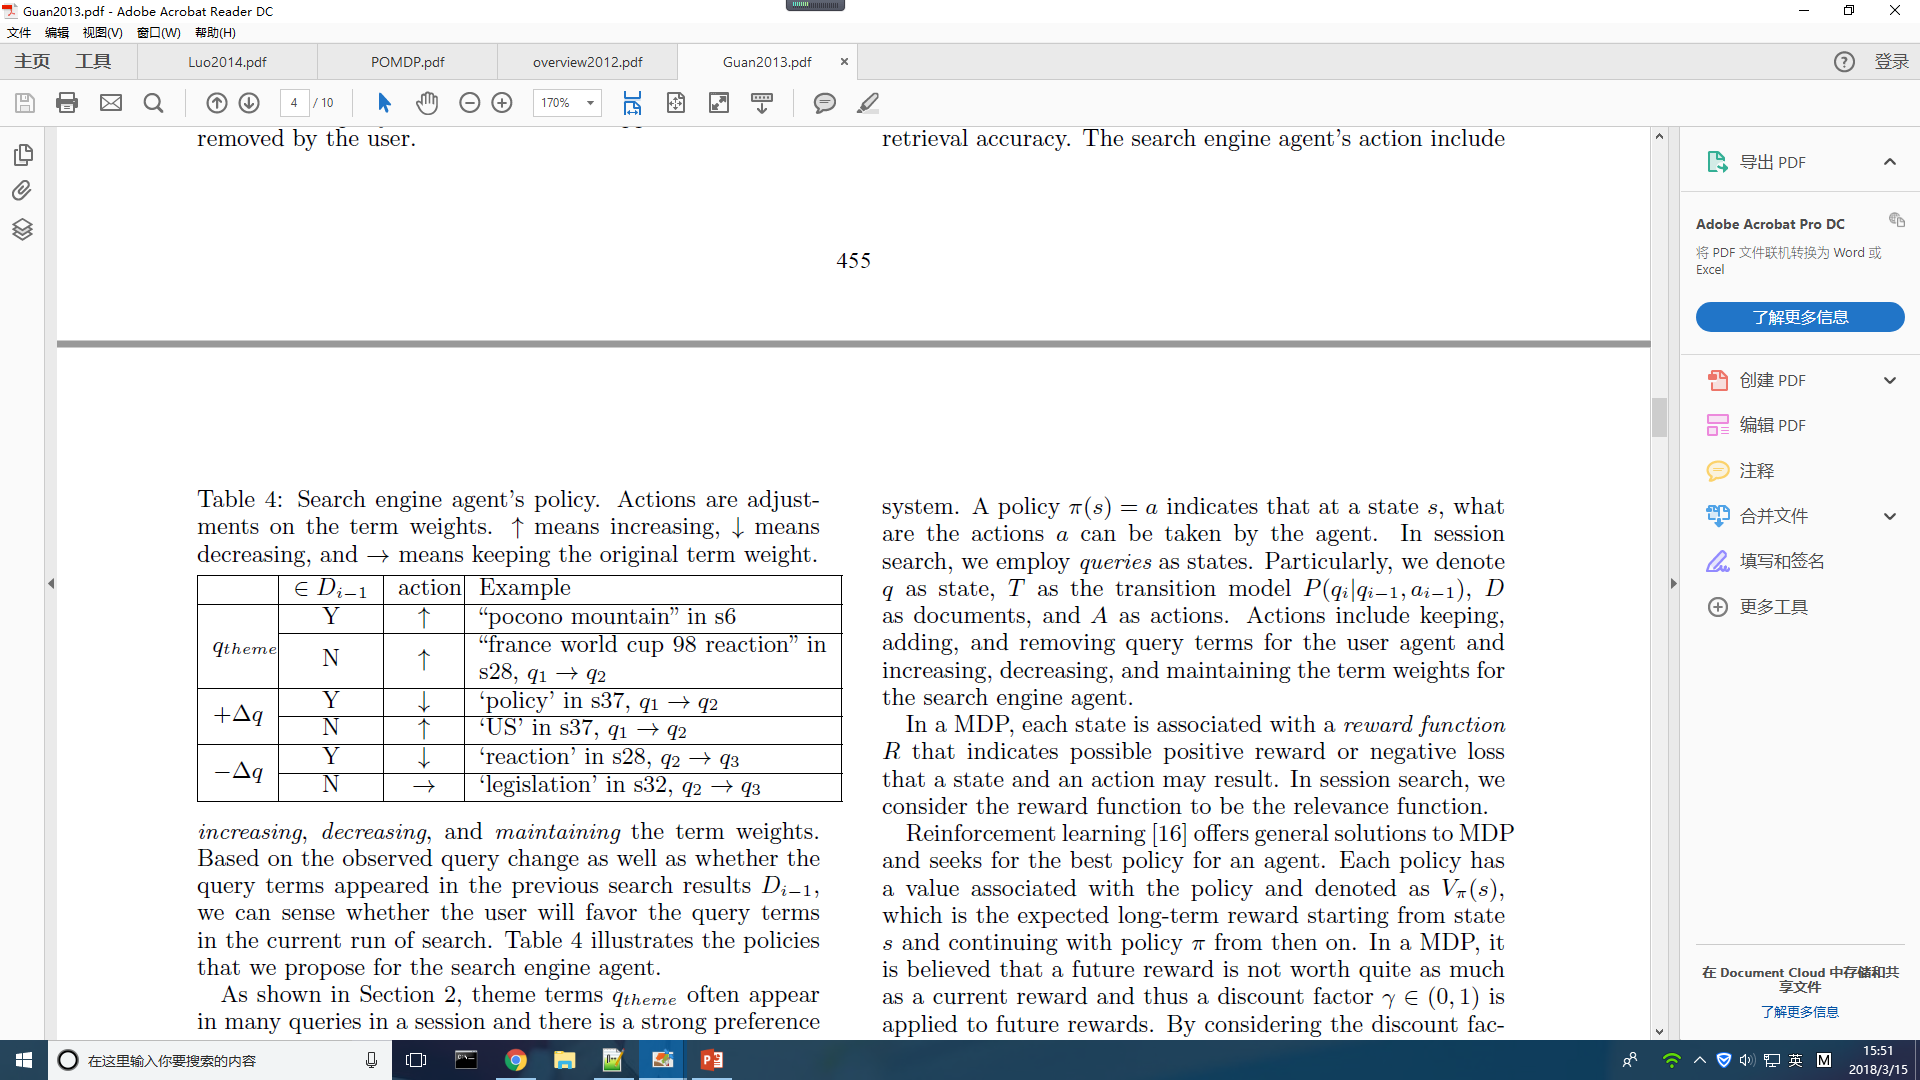 Guan2013.pdf - Adobe Acrobat Reader DC
文件 编辑 视图(V) 窗口(W) 帮助(H)
主页 工具 Luo2014.pdf POMDP.pdf overview2012.pdf Guan2013.pdf × 登录
4 / 10 170%
removed by the user.
retrieval accuracy. The search engine agent's action include
455
Table 4: Search engine agent's policy. Actions are adjust-
ments on the term weights. ↑ means increasing, ↓ means
decreasing, and → means keeping the original term weight.
∈ D_{i−1} action Example
q_{theme} Y ↑ “pocono mountain” in s6
N ↑ “france world cup 98 reaction” in
s28, q₁ → q₂
+Δq Y ↓ ‘policy’ in s37, q₁ → q₂
N ↑ ‘US’ in s37, q₁ → q₂
−Δq Y ↓ ‘reaction’ in s28, q₂ → q₃
N → ‘legislation’ in s32, q₂ → q₃
increasing, decreasing, and maintaining the term weights.
Based on the observed query change as well as whether the
query terms appeared in the previous search results D_{i−1},
we can sense whether the user will favor the query terms
in the current run of search. Table 4 illustrates the policies
that we propose for the search engine agent.
As shown in Section 2, theme terms q_{theme} often appear
in many queries in a session and there is a strong preference
system. A policy π(s) = a indicates that at a state s, what
are the actions a can be taken by the agent. In session
search, we employ queries as states. Particularly, we denote
q as state, T as the transition model P(q_i|q_{i−1}, a_{i−1}), D
as documents, and A as actions. Actions include keeping,
adding, and removing query terms for the user agent and
increasing, decreasing, and maintaining the term weights for
the search engine agent.
In a MDP, each state is associated with a reward function
R that indicates possible positive reward or negative loss
that a state and an action may result. In session search, we
consider the reward function to be the relevance function.
Reinforcement learning [16] offers general solutions to MDP
and seeks for the best policy for an agent. Each policy has
a value associated with the policy and denoted as V_π(s),
which is the expected long-term reward starting from state
s and continuing with policy π from then on. In a MDP, it
is believed that a future reward is not worth quite as much
as a current reward and thus a discount factor γ ∈ (0, 1) is
applied to future rewards. By considering the discount fac-
导出 PDF
Adobe Acrobat Pro DC
将 PDF 文件联机转换为 Word 或
Excel
了解更多信息
创建 PDF
编辑 PDF
注释
合并文件
填写和签名
更多工具
在 Document Cloud 中存储和共
享文件
了解更多信息
在这里输入你要搜索的内容
英 M
15:51
2018/3/15